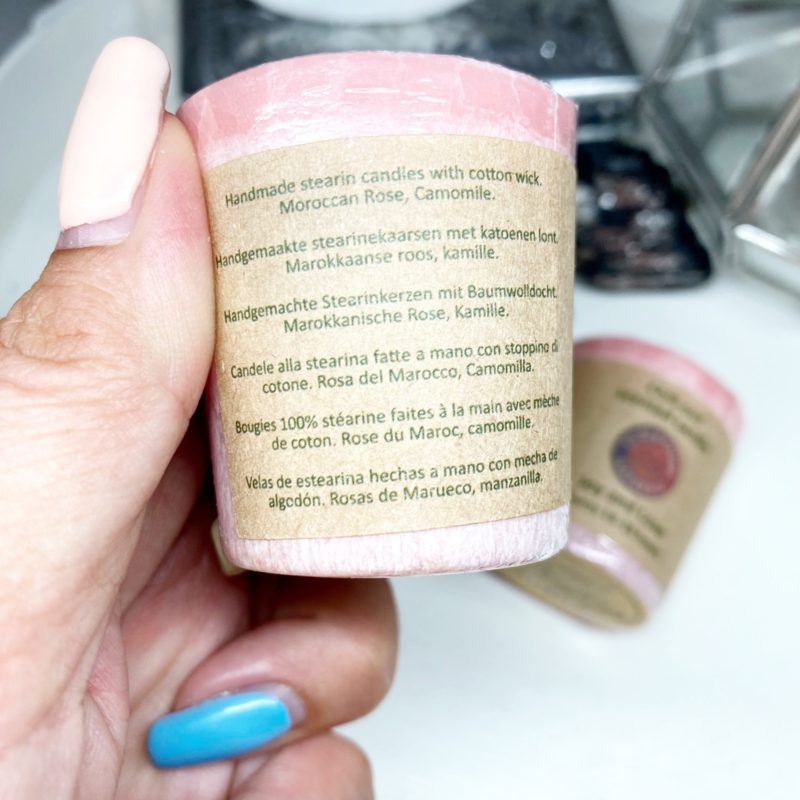 Handmade stearin candles with cotton wick.
Moroccan Rose, Camomile.
Handgemaakte stearinekaarsen met katoenen lont.
Marokkaanse roos, kamille.
Handgemachte Stearinkerzen mit Baumwolldocht.
Marokkanische Rose, Kamille.
Candele alla stearina fatte a mano con stoppino di
cotone. Rosa del Marocco, Camomilla.
Bougies 100% stéarine faites à la main avec mèche
de coton. Rose du Maroc, camomille.
Velas de estearina hechas a mano con mecha de
algodón. Rosas de Marueco, manzanilla.